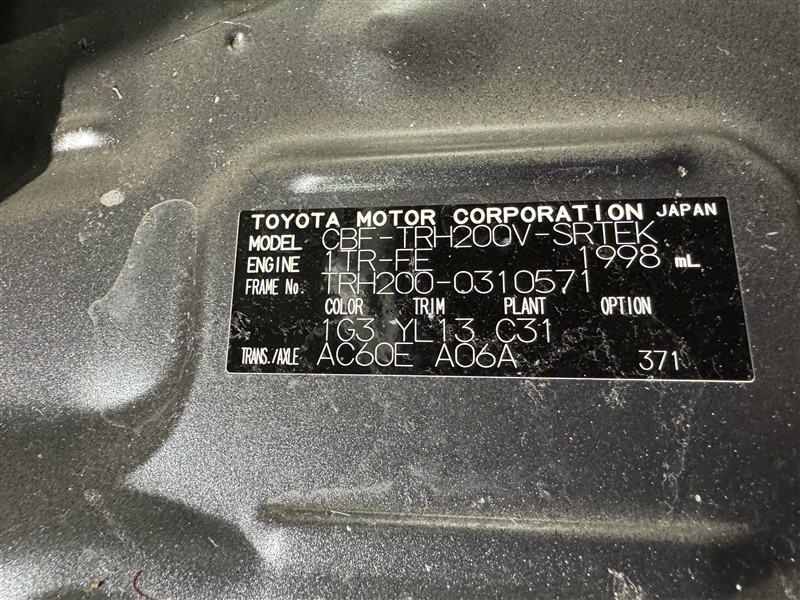 TOYOTA MOTOR CORPORATION JAPAN
MODEL CBF-TRH200V-SRTEK
ENGINE 1TR-FE 1998 mL
FRAME No. TRH200-0310571
COLOR TRIM PLANT OPTION
1G3 YL13 C31
TRANS./AXLE AC60E A06A 371